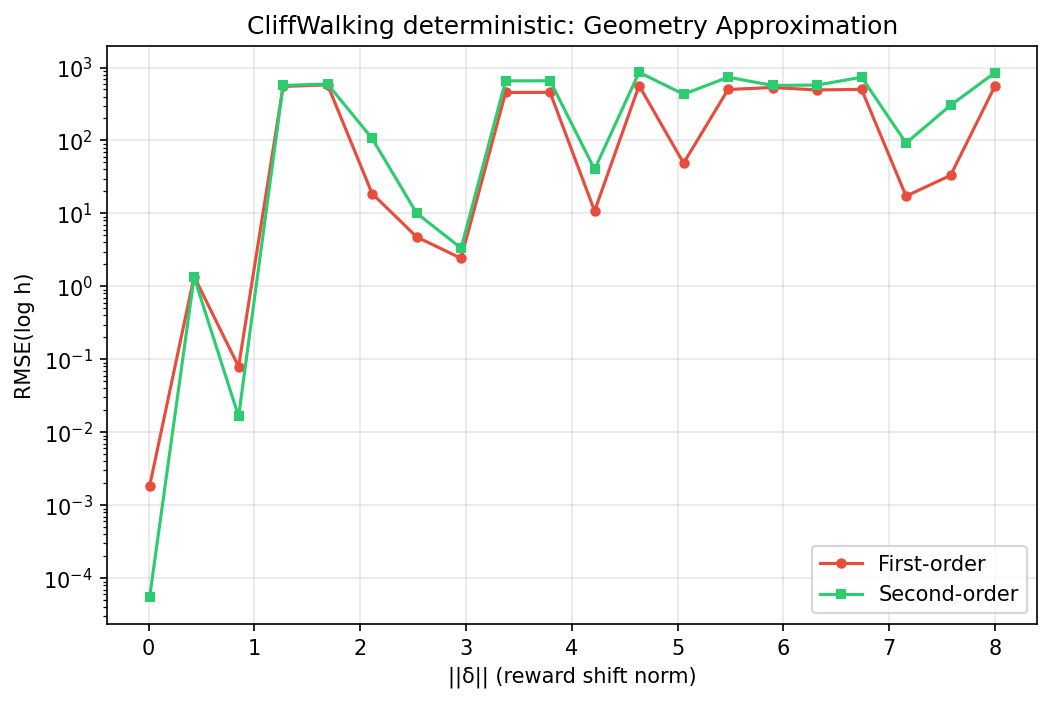 CliffWalking deterministic: Geometry Approximation
RMSE(log h)
10³
10²
10¹
10⁰
10⁻¹
10⁻²
10⁻³
10⁻⁴
First-order
Second-order
0 1 2 3 4 5 6 7 8
||δ|| (reward shift norm)